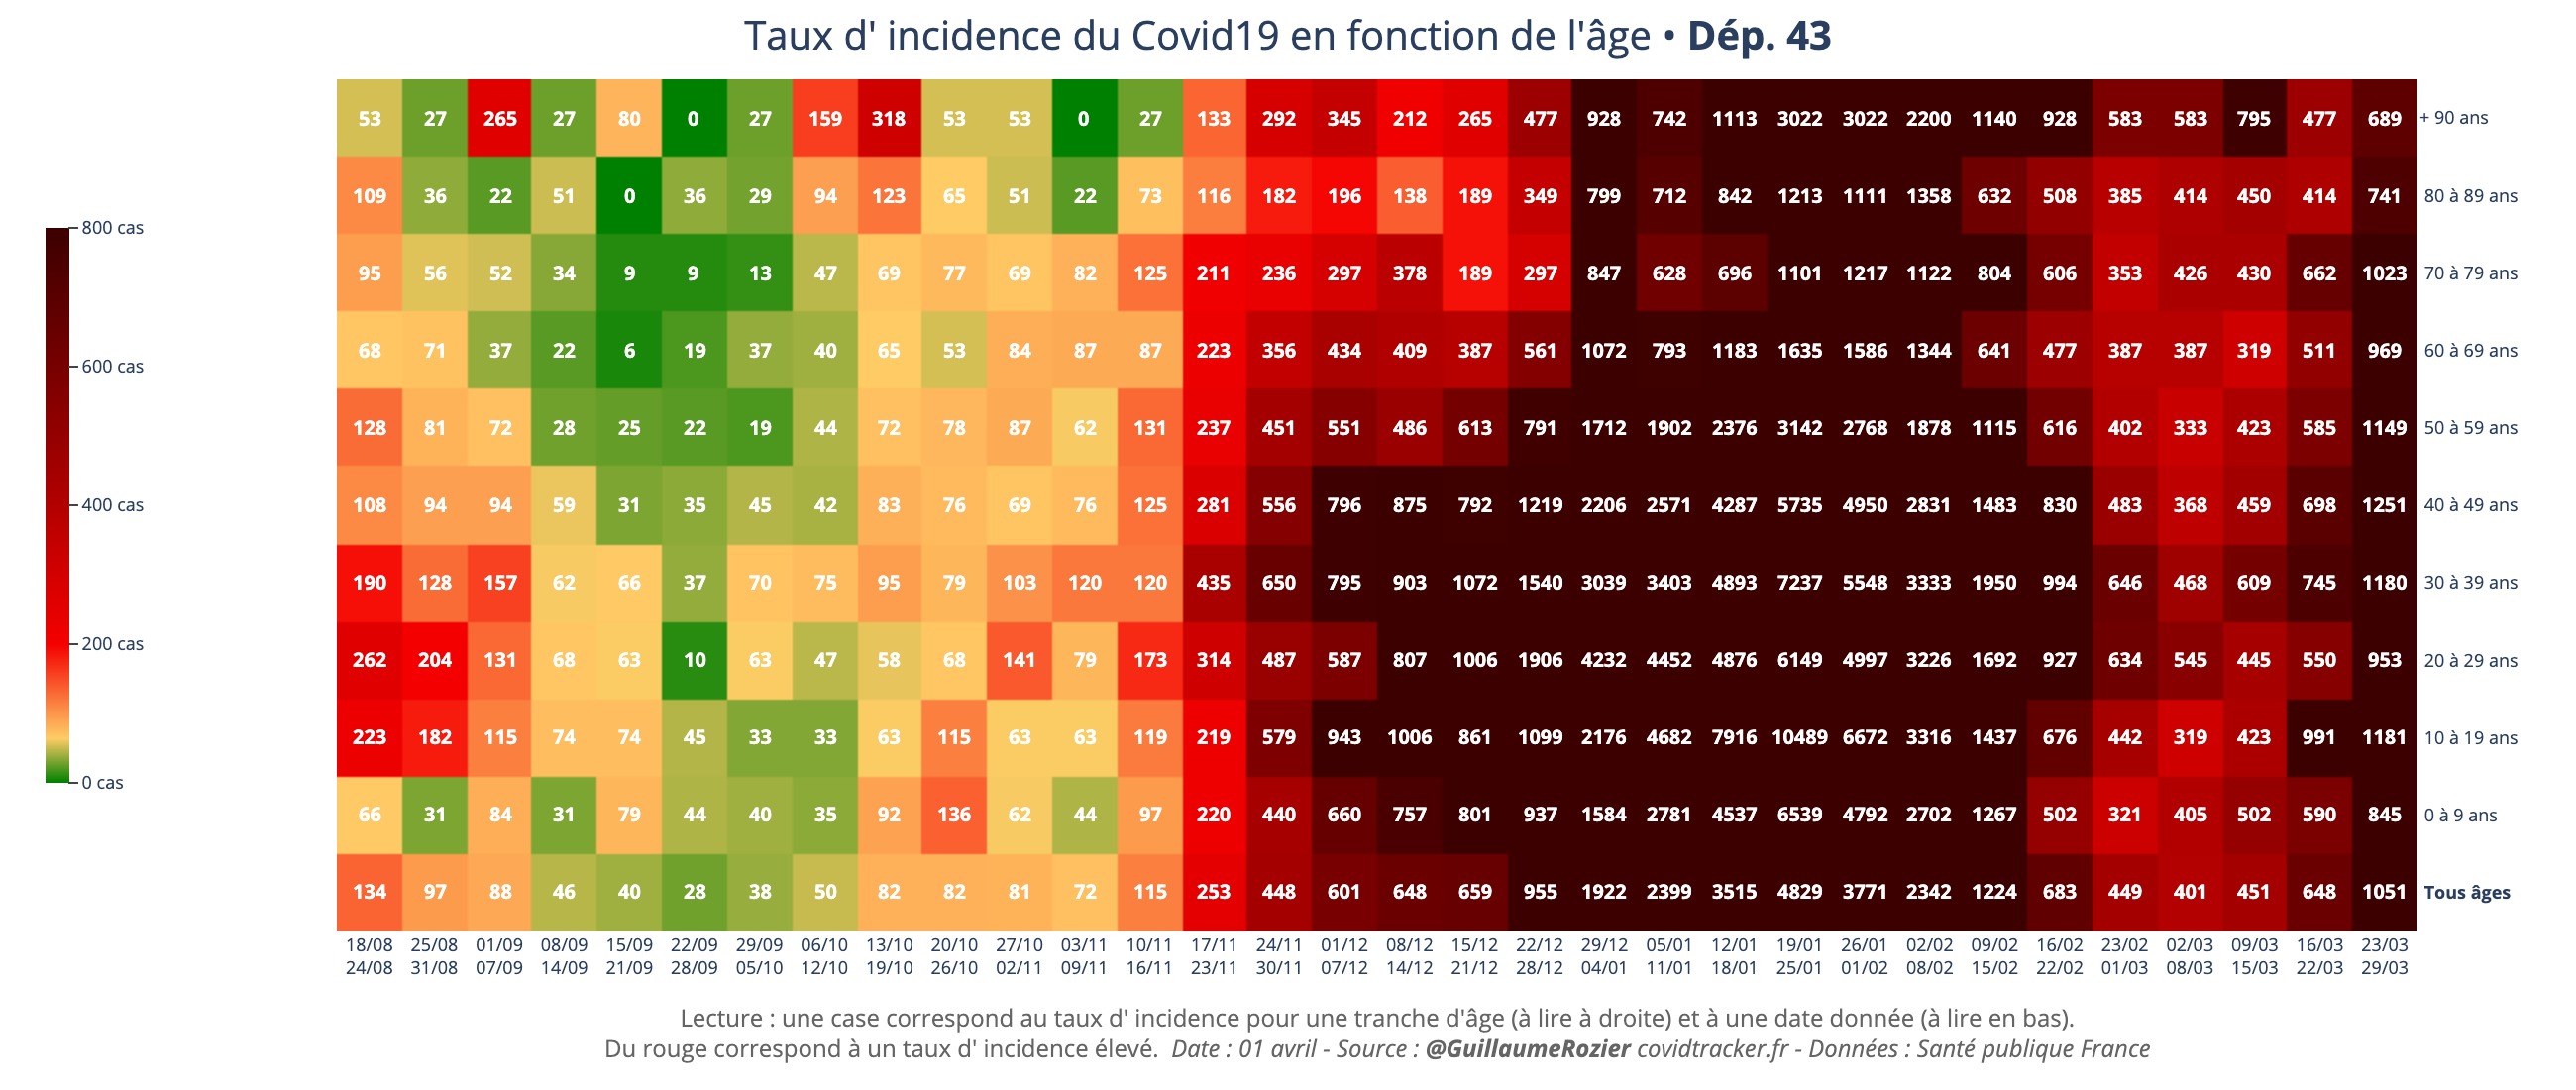 Taux d' incidence du Covid19 en fonction de l'âge • Dép. 43
800 cas
600 cas
400 cas
200 cas
0 cas
53 27 265 27 80 0 27 159 318 53 53 0 27 133 292 345 212 265 477 928 742 1113 3022 3022 2200 1140 928 583 583 795 477 689 + 90 ans
109 36 22 51 0 36 29 94 123 65 51 22 73 116 182 196 138 189 349 799 712 842 1213 1111 1358 632 508 385 414 450 414 741 80 à 89 ans
95 56 52 34 9 9 13 47 69 77 69 82 125 211 236 297 378 189 297 847 628 696 1101 1217 1122 804 606 353 426 430 662 1023 70 à 79 ans
68 71 37 22 6 19 37 40 65 53 84 87 87 223 356 434 409 387 561 1072 793 1183 1635 1586 1344 641 477 387 387 319 511 969 60 à 69 ans
128 81 72 28 25 22 19 44 72 78 87 62 131 237 451 551 486 613 791 1712 1902 2376 3142 2768 1878 1115 616 402 333 423 585 1149 50 à 59 ans
108 94 94 59 31 35 45 42 83 76 69 76 125 281 556 796 875 792 1219 2206 2571 4287 5735 4950 2831 1483 830 483 368 459 698 1251 40 à 49 ans
190 128 157 62 66 37 70 75 95 79 103 120 120 435 650 795 903 1072 1540 3039 3403 4893 7237 5548 3333 1950 994 646 468 609 745 1180 30 à 39 ans
262 204 131 68 63 10 63 47 58 68 141 79 173 314 487 587 807 1006 1906 4232 4452 4876 6149 4997 3226 1692 927 634 545 445 550 953 20 à 29 ans
223 182 115 74 74 45 33 33 63 115 63 63 119 219 579 943 1006 861 1099 2176 4682 7916 10489 6672 3316 1437 676 442 319 423 991 1181 10 à 19 ans
66 31 84 31 79 44 40 35 92 136 62 44 97 220 440 660 757 801 937 1584 2781 4537 6539 4792 2702 1267 502 321 405 502 590 845 0 à 9 ans
134 97 88 46 40 28 38 50 82 82 81 72 115 253 448 601 648 659 955 1922 2399 3515 4829 3771 2342 1224 683 449 401 451 648 1051 Tous âges
18/08 25/08 01/09 08/09 15/09 22/09 29/09 06/10 13/10 20/10 27/10 03/11 10/11 17/11 24/11 01/12 08/12 15/12 22/12 29/12 05/01 12/01 19/01 26/01 02/02 09/02 16/02 23/02 02/03 09/03 16/03 23/03
24/08 31/08 07/09 14/09 21/09 28/09 05/10 12/10 19/10 26/10 02/11 09/11 16/11 23/11 30/11 07/12 14/12 21/12 28/12 04/01 11/01 18/01 25/01 01/02 08/02 15/02 22/02 01/03 08/03 15/03 22/03 29/03
Lecture : une case correspond au taux d' incidence pour une tranche d'âge (à lire à droite) et à une date donnée (à lire en bas).
Du rouge correspond à un taux d' incidence élevé. Date : 01 avril - Source : @GuillaumeRozier covidtracker.fr - Données : Santé publique France